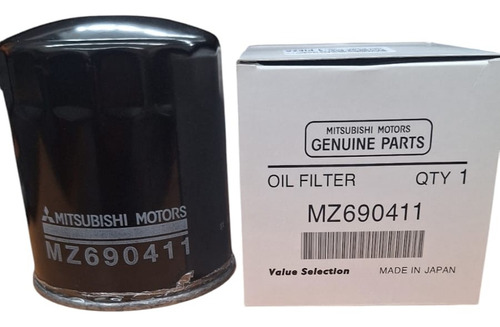 MITSUBISHI MOTORS
MZ690411
MITSUBISHI MOTORS
GENUINE PARTS
OIL FILTER QTY 1
MZ690411
Value Selection MADE IN JAPAN